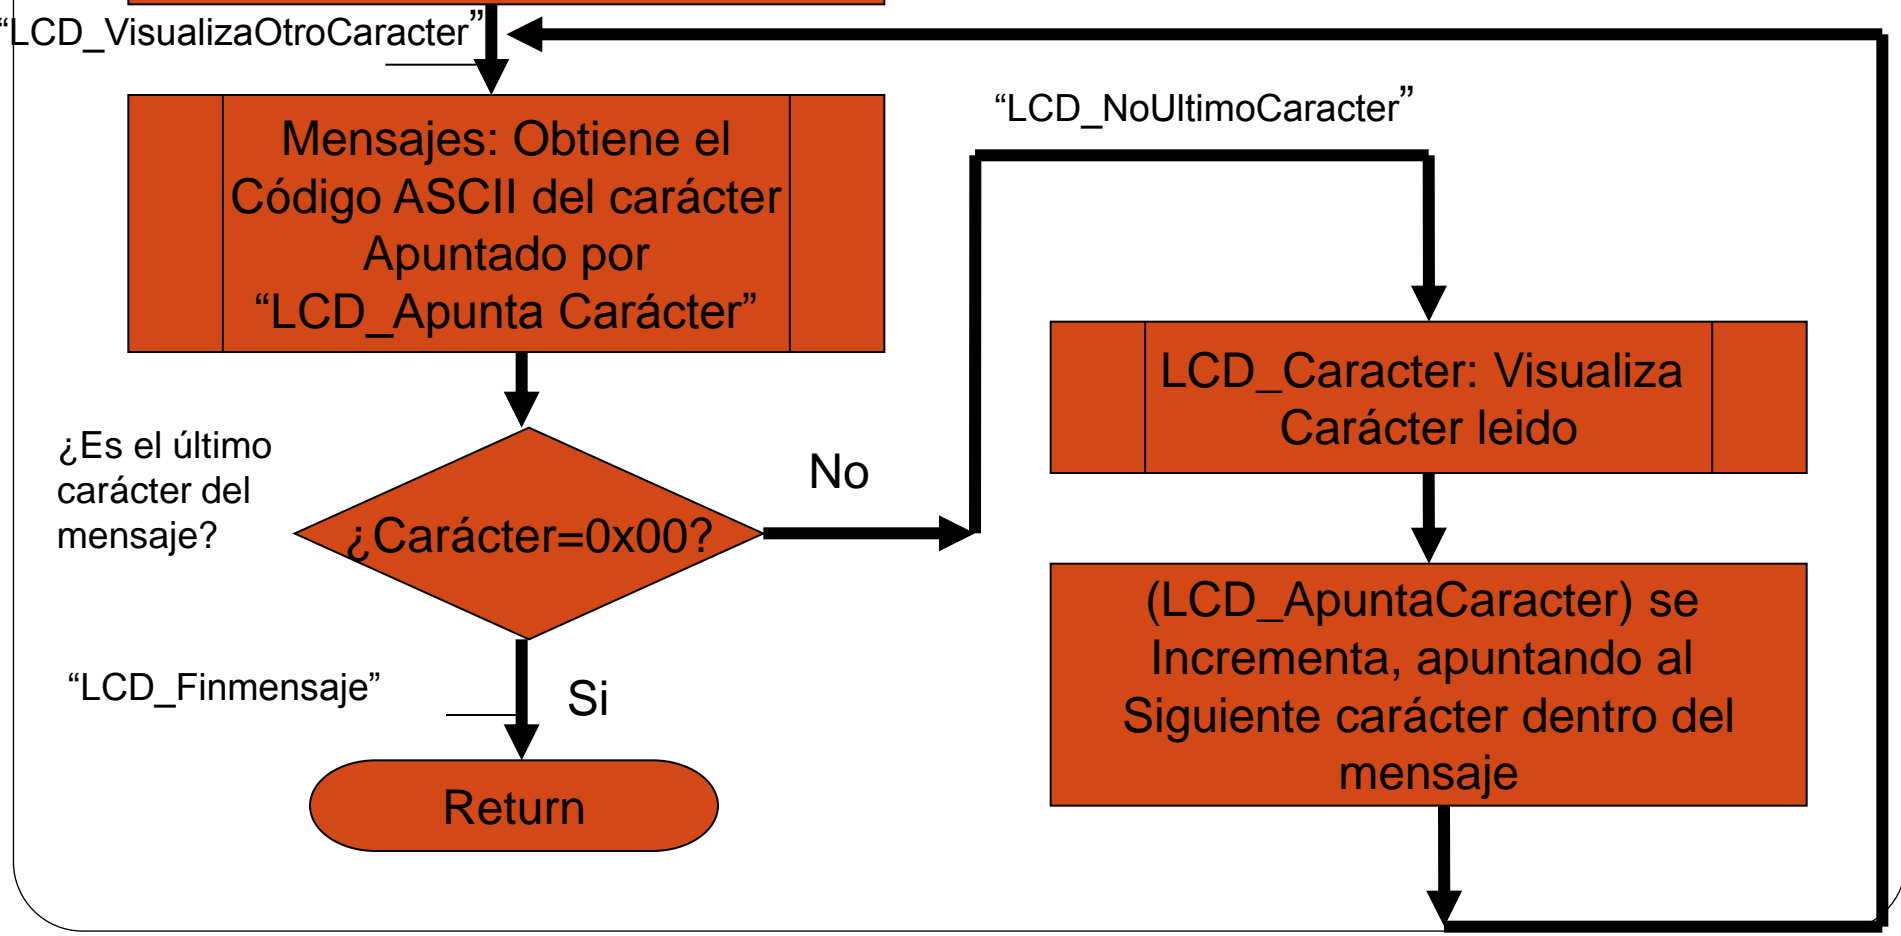 “LCD_VisualizaOtroCaracter”
Mensajes: Obtiene el
Código ASCII del carácter
Apuntado por
“LCD_Apunta Carácter”
¿Es el último
carácter del
mensaje?
¿Carácter=0x00?
No
“LCD_Finmensaje”
Si
Return
“LCD_NoUltimoCaracter”
LCD_Caracter: Visualiza
Carácter leido
(LCD_ApuntaCaracter) se
Incrementa, apuntando al
Siguiente carácter dentro del
mensaje